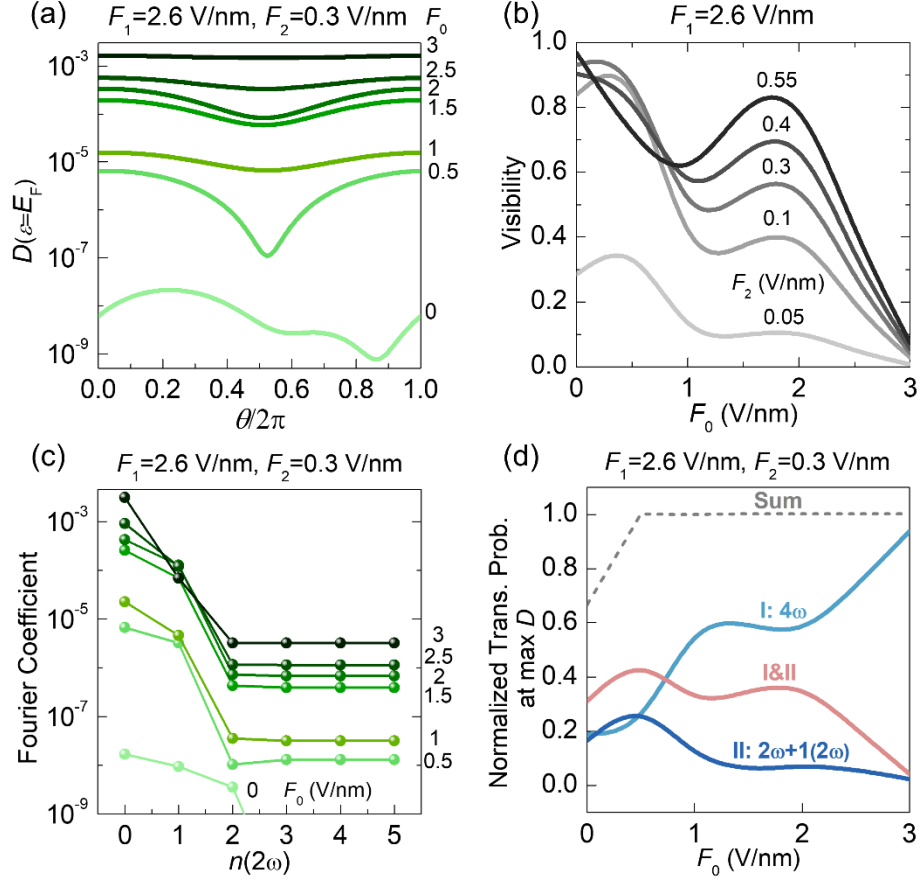 (a)
F₁=2.6 V/nm, F₂=0.3 V/nm
F₀
3
2.5
2
1.5
1
0.5
0
D(ε=E_F)
10⁻³
10⁻⁵
10⁻⁷
10⁻⁹
0.0 0.2 0.4 0.6 0.8 1.0
θ/2π
(b)
F₁=2.6 V/nm
Visibility
1.0
0.8
0.6
0.4
0.2
0.0
0.55
0.4
0.3
0.1
F₂ (V/nm)
0.05
0 1 2 3
F₀ (V/nm)
(c)
F₁=2.6 V/nm, F₂=0.3 V/nm
Fourier Coefficient
10⁻³
10⁻⁵
10⁻⁷
10⁻⁹
3
2.5
2
1.5
1
0.5
0 F₀ (V/nm)
0 1 2 3 4 5
n(2ω)
(d)
F₁=2.6 V/nm, F₂=0.3 V/nm
Normalized Trans. Prob.
at max D
1.0
0.8
0.6
0.4
0.2
0.0
Sum
I: 4ω
I&II
II: 2ω+1(2ω)
0 1 2 3
F₀ (V/nm)